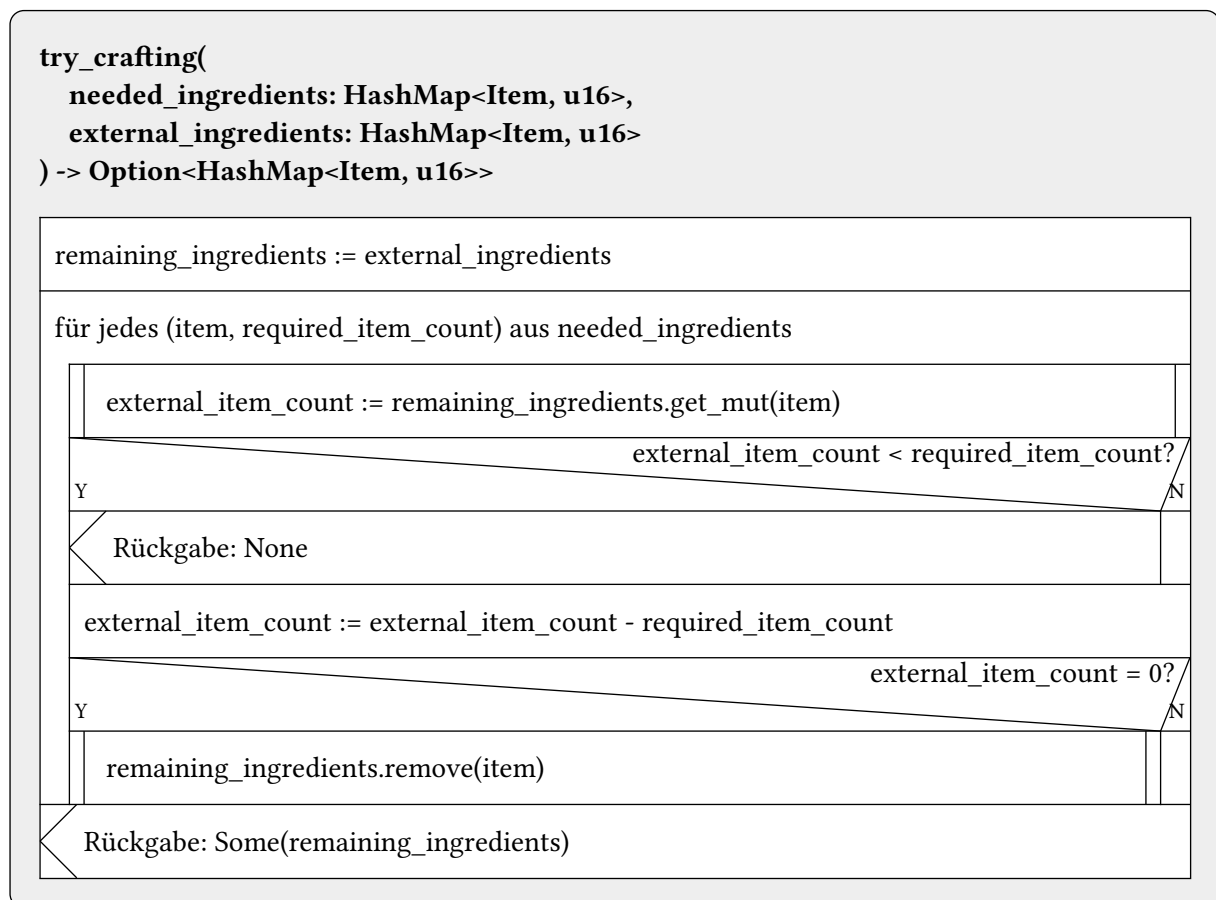 try_crafting(
needed_ingredients: HashMap<Item, u16>,
external_ingredients: HashMap<Item, u16>
) -> Option<HashMap<Item, u16>>
remaining_ingredients := external_ingredients
für jedes (item, required_item_count) aus needed_ingredients
external_item_count := remaining_ingredients.get_mut(item)
external_item_count < required_item_count?
Y
N
Rückgabe: None
external_item_count := external_item_count - required_item_count
external_item_count = 0?
Y
N
remaining_ingredients.remove(item)
Rückgabe: Some(remaining_ingredients)